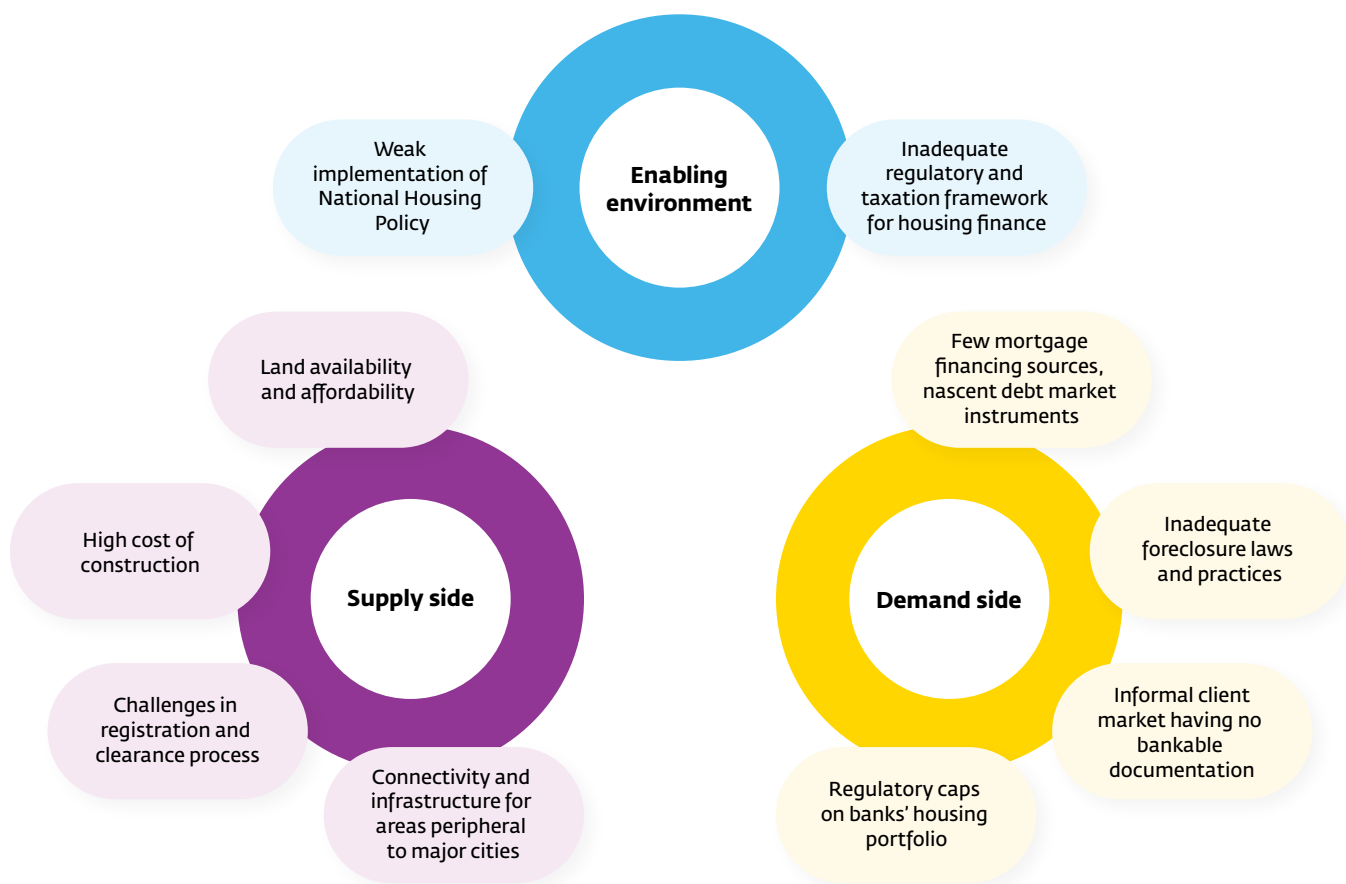 Weak
implementation of
National Housing
Policy
Enabling
environment
Inadequate
regulatory and
taxation framework
for housing finance
Land availability
and affordability
High cost of
construction
Supply side
Challenges in
registration and
clearance process
Connectivity and
infrastructure for
areas peripheral
to major cities
Few mortgage
financing sources,
nascent debt market
instruments
Inadequate
foreclosure laws
and practices
Demand side
Informal client
market having no
bankable
documentation
Regulatory caps
on banks’ housing
portfolio